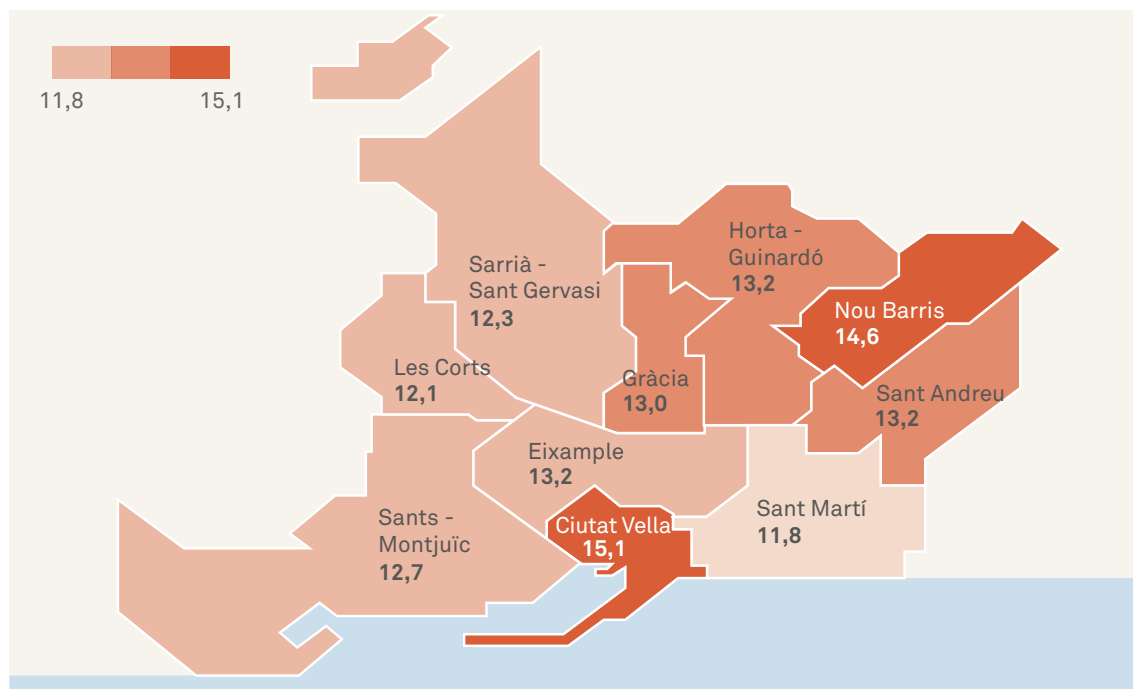 11,8
15,1
Sarrià -
Sant Gervasi
12,3
Horta -
Guinardó
13,2
Nou Barris
14,6
Les Corts
12,1
Gràcia
13,0
Sant Andreu
13,2
Eixample
13,2
Sants -
Montjuïc
12,7
Ciutat Vella
15,1
Sant Martí
11,8